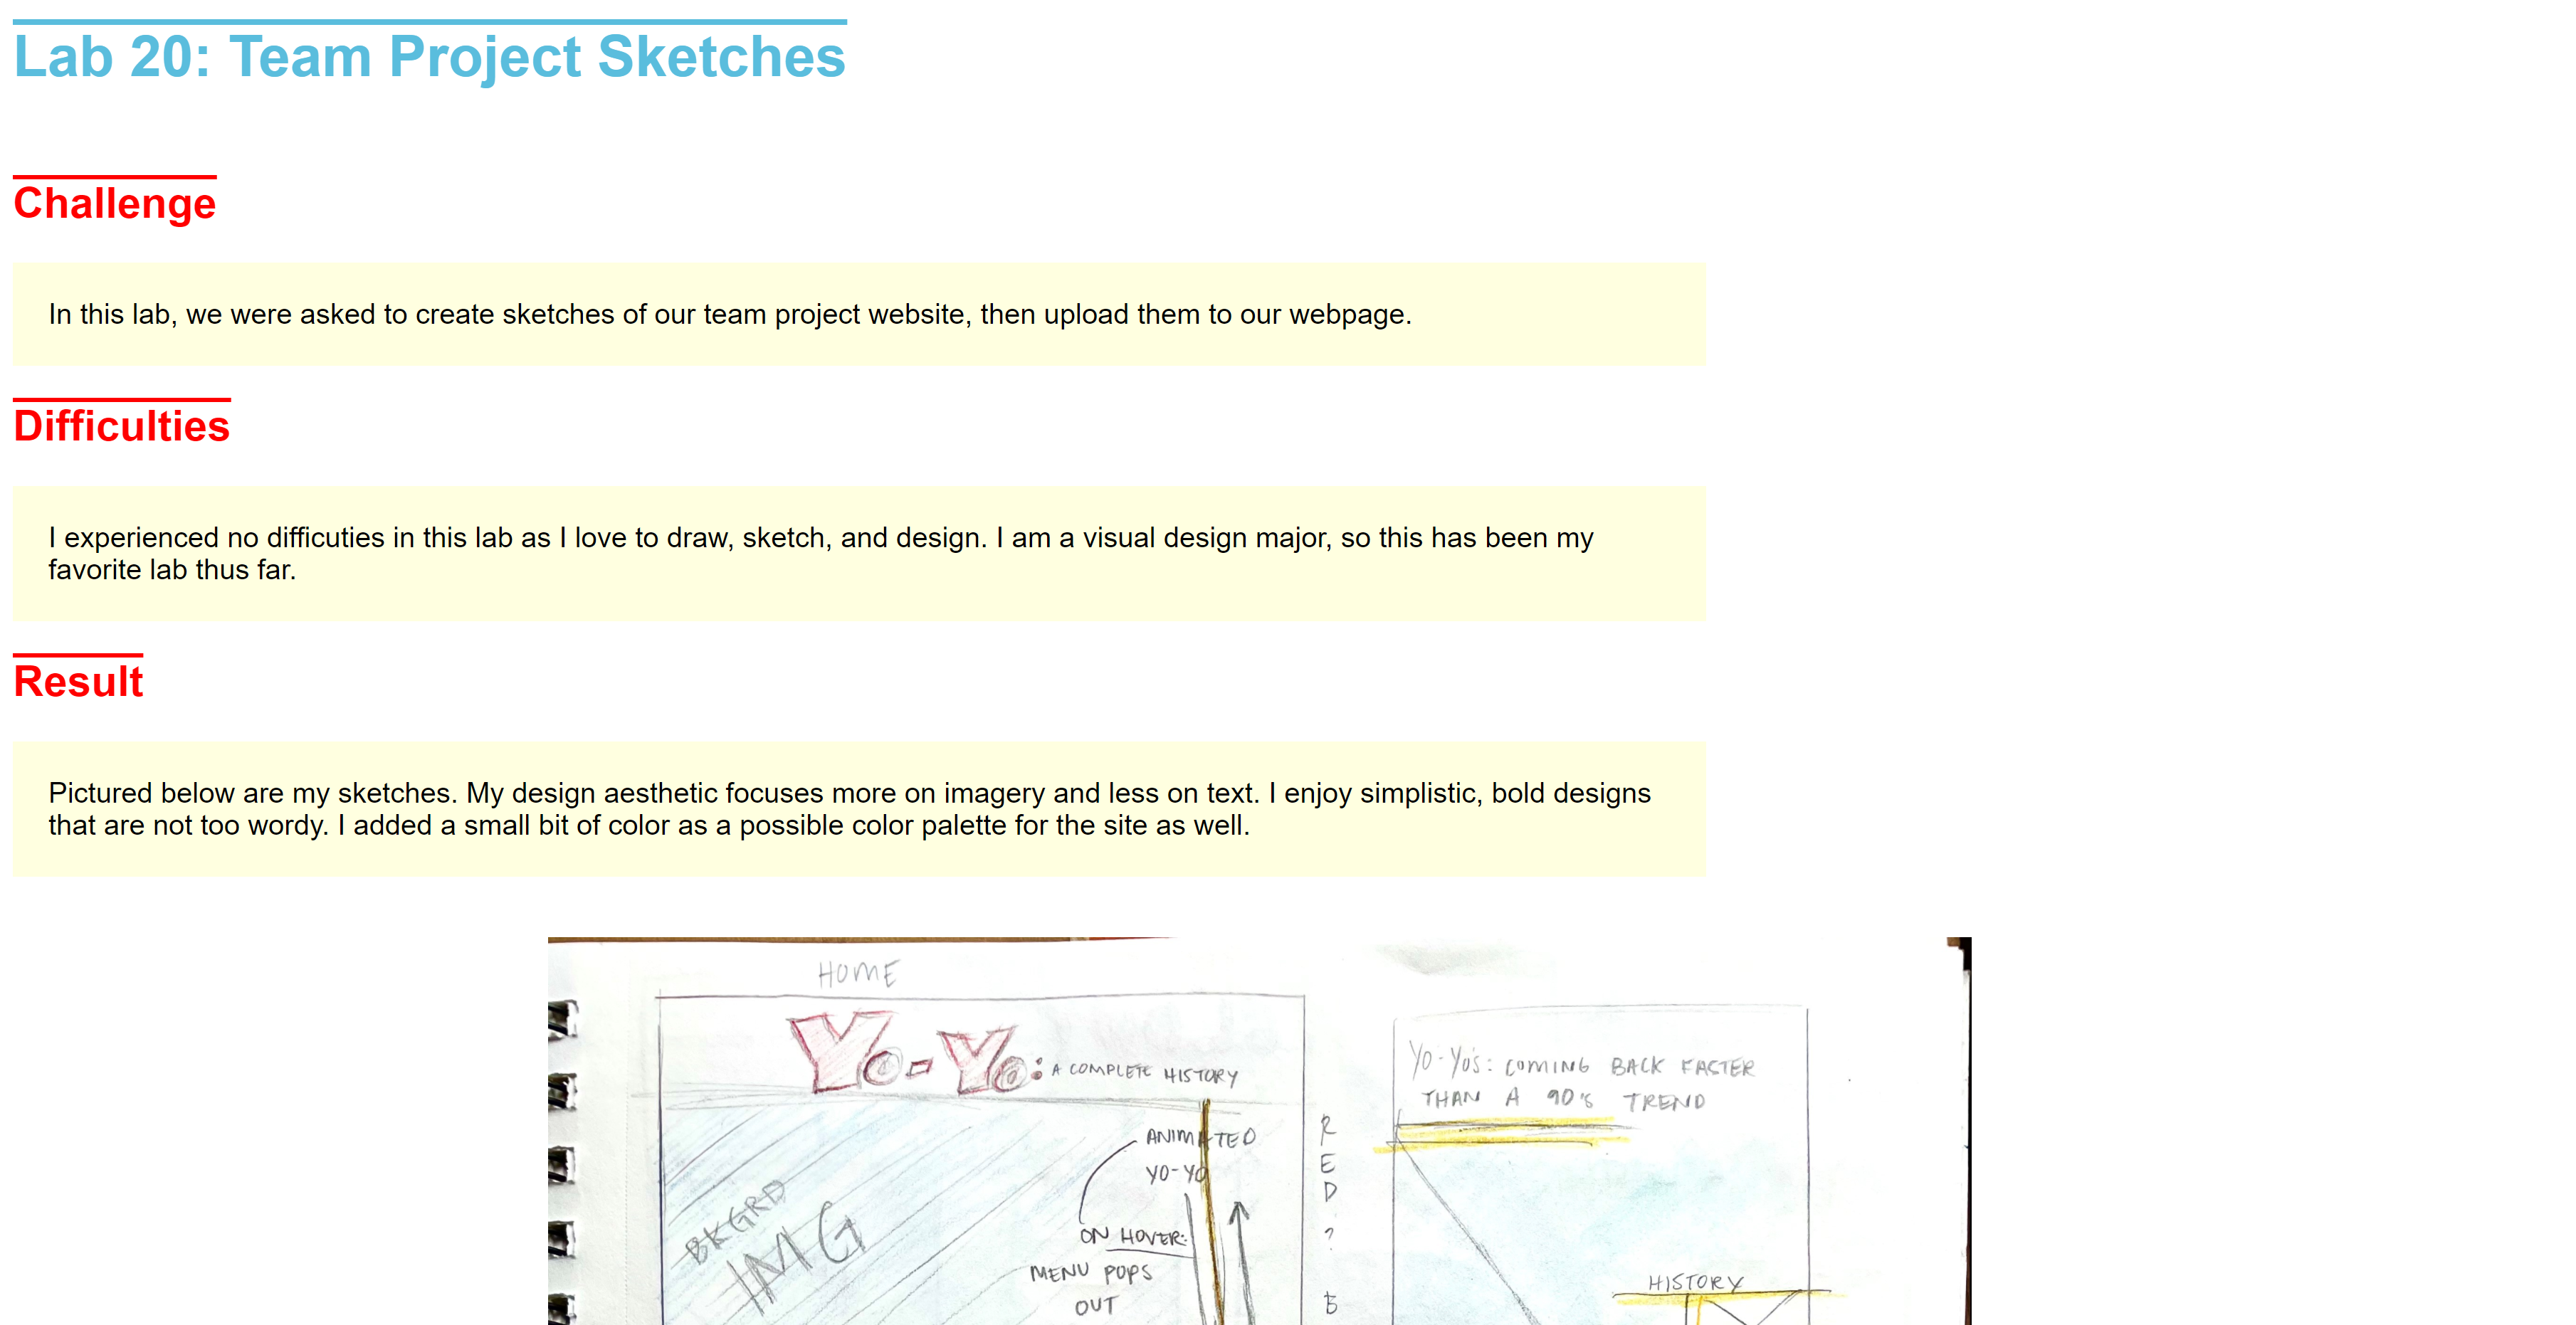 Lab 20: Team Project Sketches
Challenge
In this lab, we were asked to create sketches of our team project website, then upload them to our webpage.
Difficulties
I experienced no difficuties in this lab as I love to draw, sketch, and design. I am a visual design major, so this has been my
favorite lab thus far.
Result
Pictured below are my sketches. My design aesthetic focuses more on imagery and less on text. I enjoy simplistic, bold designs
that are not too wordy. I added a small bit of color as a possible color palette for the site as well.
HOME
Yo-Yo: A COMPLETE HISTORY
ANIMATED
YO-YO
ON HOVER:
MENU POPS
OUT
BKGRD
IMG
R
E
D
?
Yo-Yo's: COMING BACK FASTER
THAN A 90's TREND
HISTORY